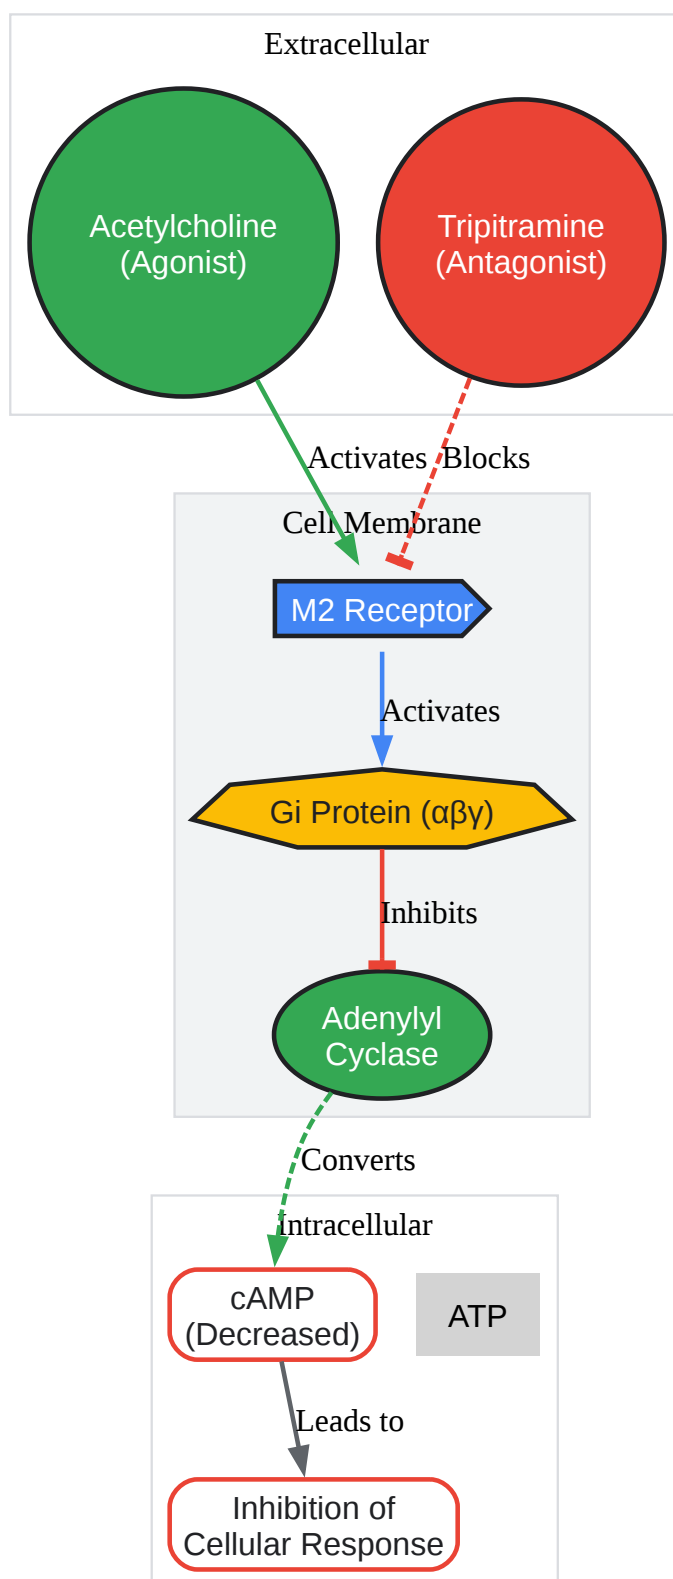 Extracellular
Acetylcholine
(Agonist)
Tripitramine
(Antagonist)
Activates
Blocks
Cell Membrane
M2 Receptor
Activates
Gi Protein (αβγ)
Inhibits
Adenylyl
Cyclase
Converts
Intracellular
cAMP
(Decreased)
ATP
Leads to
Inhibition of
Cellular Response